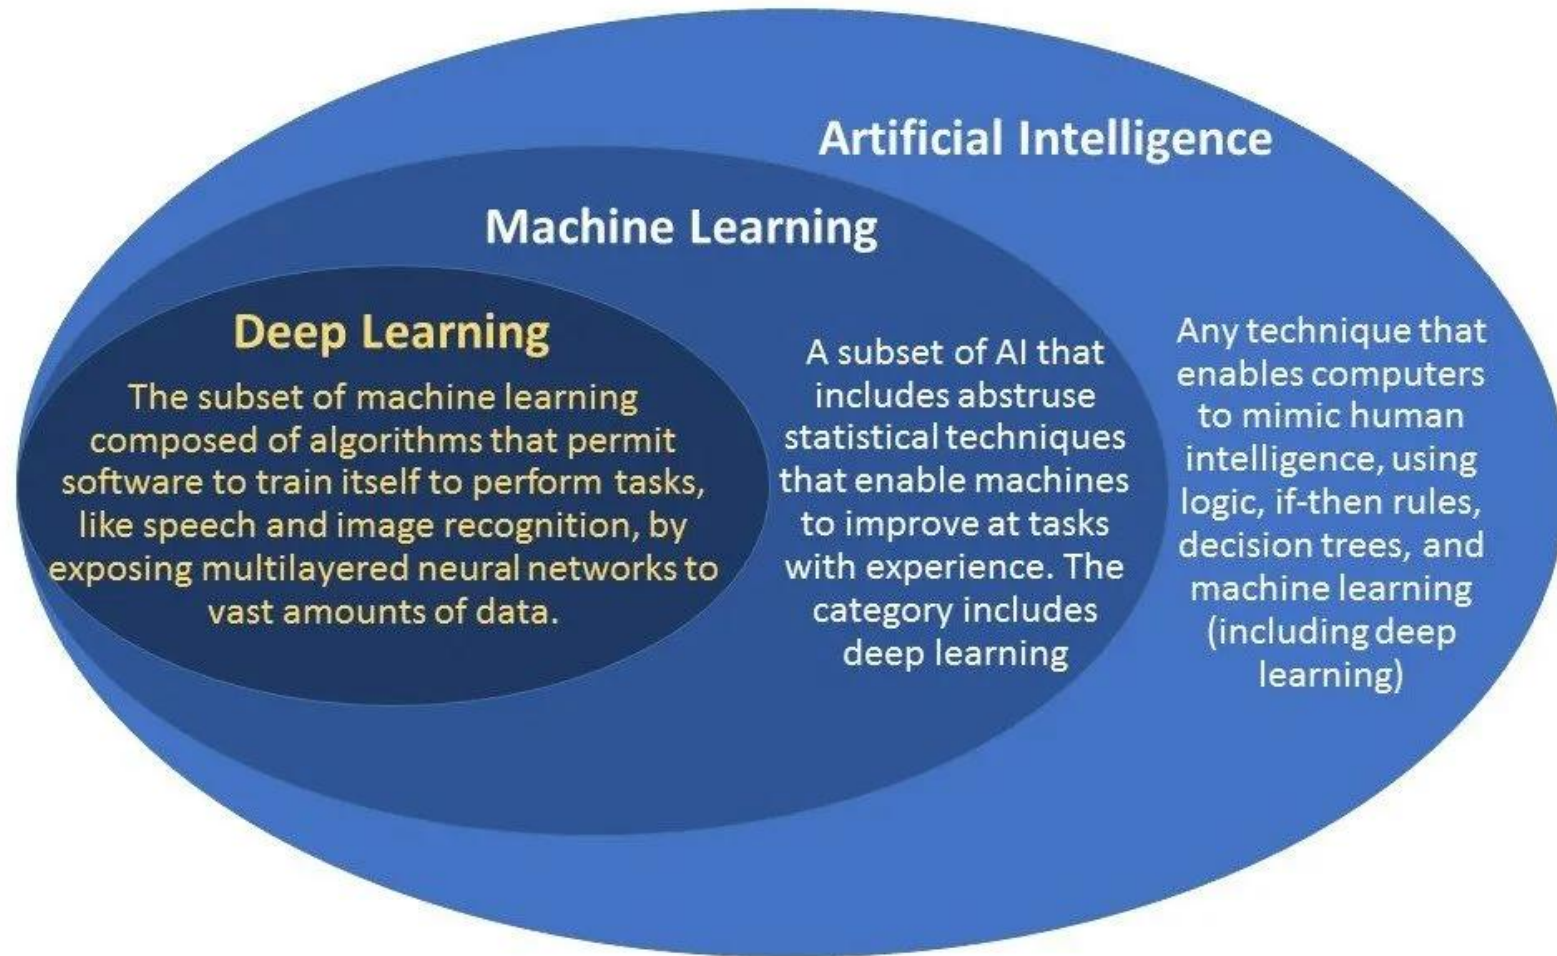 Artificial Intelligence
Machine Learning
Deep Learning
The subset of machine learning
composed of algorithms that permit
software to train itself to perform tasks,
like speech and image recognition, by
exposing multilayered neural networks to
vast amounts of data.
A subset of AI that
includes abstruse
statistical techniques
that enable machines
to improve at tasks
with experience. The
category includes
deep learning
Any technique that
enables computers
to mimic human
intelligence, using
logic, if-then rules,
decision trees, and
machine learning
(including deep
learning)